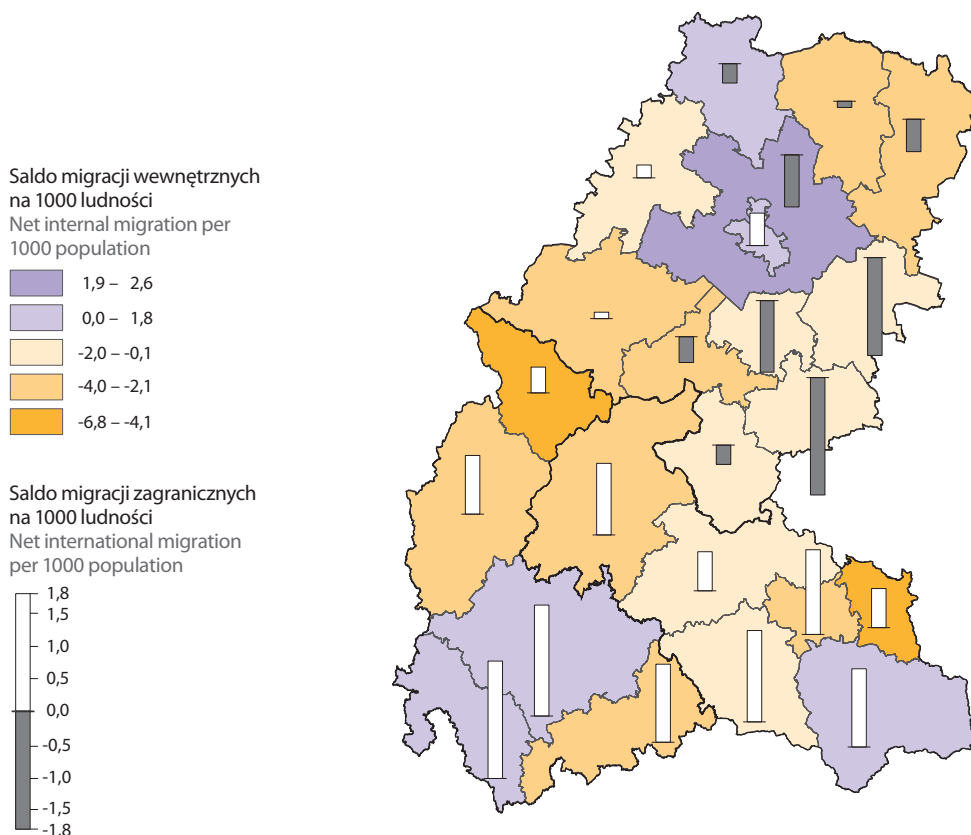 Saldo migracji wewnętrznych
na 1000 ludności
Net internal migration per
1000 population
1,9 – 2,6
0,0 – 1,8
-2,0 – -0,1
-4,0 – -2,1
-6,8 – -4,1
Saldo migracji zagranicznych
na 1000 ludności
Net international migration
per 1000 population
1,8
1,5
1,0
0,5
0,0
-0,5
-1,0
-1,5
-1,8